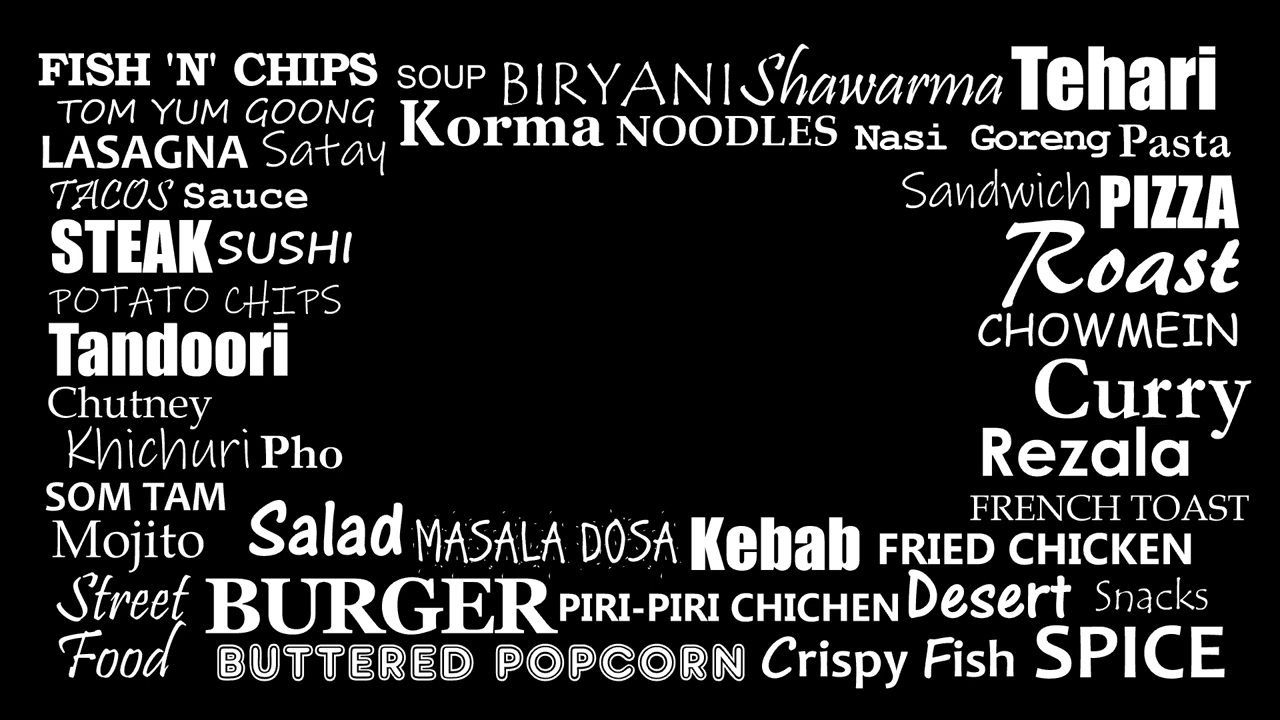 FISH 'N' CHIPS SOUP BIRYANI Shawarma Tehari
TOM YUM GOONG Korma NOODLES Nasi Goreng Pasta
LASAGNA Satay
TACOS Sauce Sandwich PIZZA
STEAK SUSHI Roast
POTATO CHIPS CHOWMEIN
Tandoori
Chutney Curry
Khichuri Pho Rezala
SOM TAM FRENCH TOAST
Mojito Salad MASALA DOSA Kebab FRIED CHICKEN
Street BURGER PIRI-PIRI CHICHEN Desert Snacks
Food BUTTERED POPCORN Crispy Fish SPICE